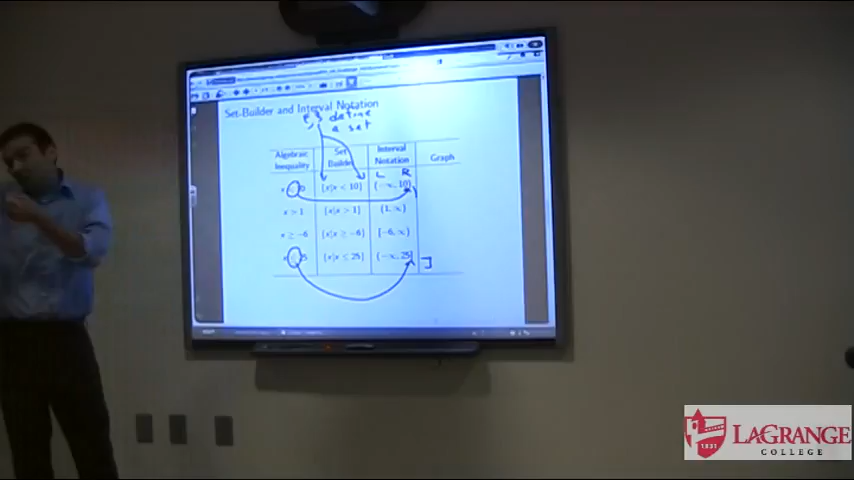 Set-Builder and Interval Notation
{, } define
a set
Algebraic Inequality
Set Builder
Interval Notation
Graph
L R
{x|x < 10} (-∞, 10) )
x > 1 {x|x > 1} (1, ∞)
x ≥ -6 {x|x ≥ -6} [-6, ∞)
{x|x ≤ 25} (-∞, 25] ]
1831
LAGRANGE
COLLEGE